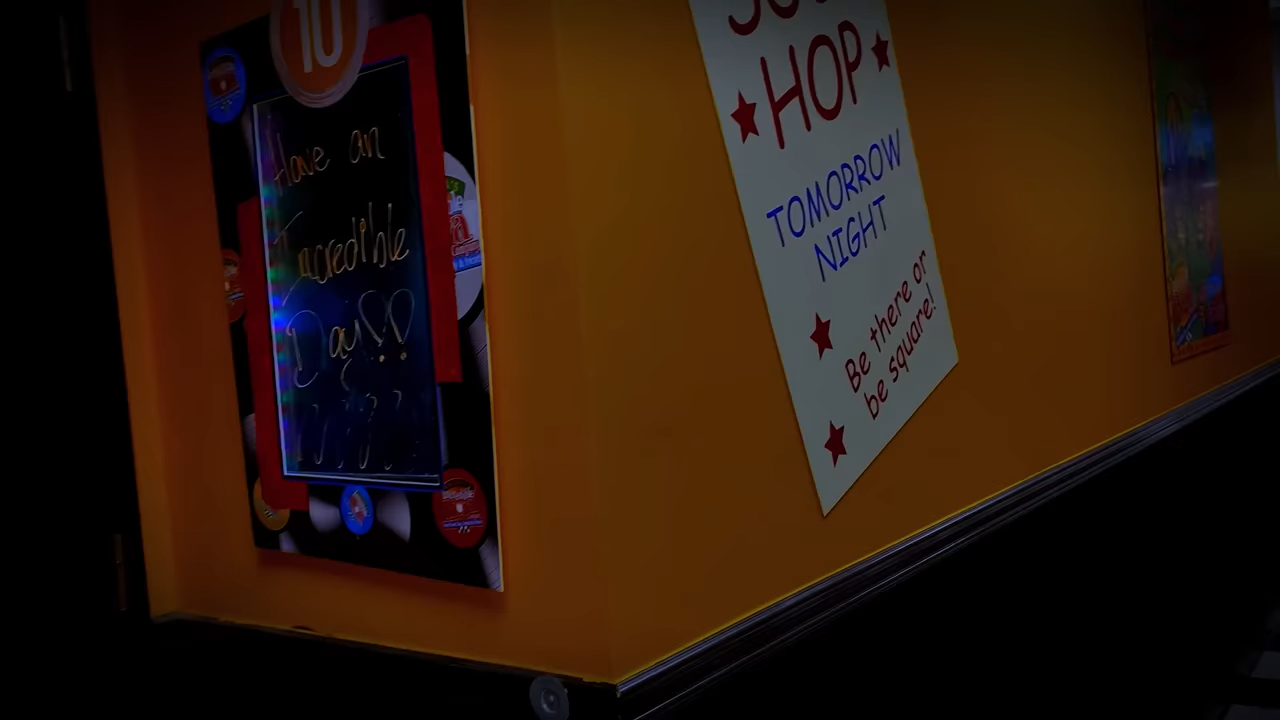 10
Have an
Incredible
Day
HOP
TOMORROW
NIGHT
Be there or
be square!